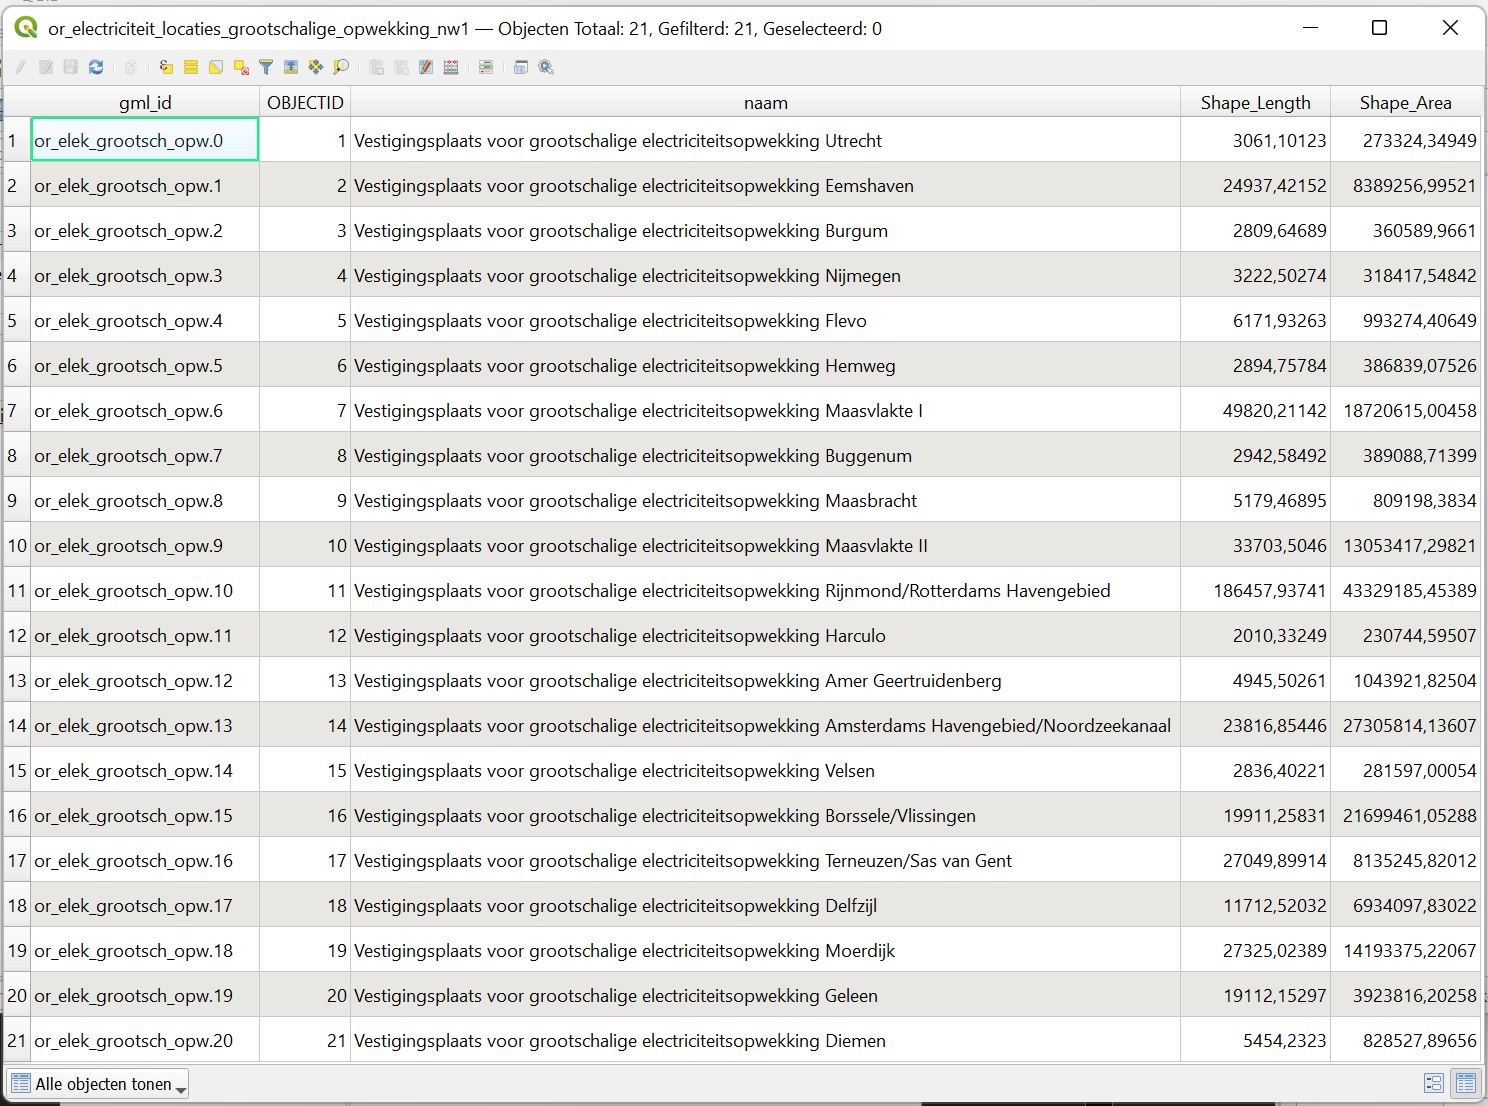 or_electriciteit_locaties_grootschalige_opwekking_nw1 — Objecten Totaal: 21, Gefilterd: 21, Geselecteerd: 0
gml_id OBJECTID naam Shape_Length Shape_Area
1 or_elek_grootsch_opw.0 1 Vestigingsplaats voor grootschalige electriciteitsopwekking Utrecht 3061,10123 273324,34949
2 or_elek_grootsch_opw.1 2 Vestigingsplaats voor grootschalige electriciteitsopwekking Eemshaven 24937,42152 8389256,99521
3 or_elek_grootsch_opw.2 3 Vestigingsplaats voor grootschalige electriciteitsopwekking Burgum 2809,64689 360589,9661
4 or_elek_grootsch_opw.3 4 Vestigingsplaats voor grootschalige electriciteitsopwekking Nijmegen 3222,50274 318417,54842
5 or_elek_grootsch_opw.4 5 Vestigingsplaats voor grootschalige electriciteitsopwekking Flevo 6171,93263 993274,40649
6 or_elek_grootsch_opw.5 6 Vestigingsplaats voor grootschalige electriciteitsopwekking Hemweg 2894,75784 386839,07526
7 or_elek_grootsch_opw.6 7 Vestigingsplaats voor grootschalige electriciteitsopwekking Maasvlakte I 49820,21142 18720615,00458
8 or_elek_grootsch_opw.7 8 Vestigingsplaats voor grootschalige electriciteitsopwekking Buggenum 2942,58492 389088,71399
9 or_elek_grootsch_opw.8 9 Vestigingsplaats voor grootschalige electriciteitsopwekking Maasbracht 5179,46895 809198,3834
10 or_elek_grootsch_opw.9 10 Vestigingsplaats voor grootschalige electriciteitsopwekking Maasvlakte II 33703,5046 13053417,29821
11 or_elek_grootsch_opw.10 11 Vestigingsplaats voor grootschalige electriciteitsopwekking Rijnmond/Rotterdams Havengebied 186457,93741 43329185,45389
12 or_elek_grootsch_opw.11 12 Vestigingsplaats voor grootschalige electriciteitsopwekking Harculo 2010,33249 230744,59507
13 or_elek_grootsch_opw.12 13 Vestigingsplaats voor grootschalige electriciteitsopwekking Amer Geertruidenberg 4945,50261 1043921,82504
14 or_elek_grootsch_opw.13 14 Vestigingsplaats voor grootschalige electriciteitsopwekking Amsterdams Havengebied/Noordzeekanaal 23816,85446 27305814,13607
15 or_elek_grootsch_opw.14 15 Vestigingsplaats voor grootschalige electriciteitsopwekking Velsen 2836,40221 281597,00054
16 or_elek_grootsch_opw.15 16 Vestigingsplaats voor grootschalige electriciteitsopwekking Borssele/Vlissingen 19911,25831 21699461,05288
17 or_elek_grootsch_opw.16 17 Vestigingsplaats voor grootschalige electriciteitsopwekking Terneuzen/Sas van Gent 27049,89914 8135245,82012
18 or_elek_grootsch_opw.17 18 Vestigingsplaats voor grootschalige electriciteitsopwekking Delfzijl 11712,52032 6934097,83022
19 or_elek_grootsch_opw.18 19 Vestigingsplaats voor grootschalige electriciteitsopwekking Moerdijk 27325,02389 14193375,22067
20 or_elek_grootsch_opw.19 20 Vestigingsplaats voor grootschalige electriciteitsopwekking Geleen 19112,15297 3923816,20258
21 or_elek_grootsch_opw.20 21 Vestigingsplaats voor grootschalige electriciteitsopwekking Diemen 5454,2323 828527,89656
Alle objecten tonen